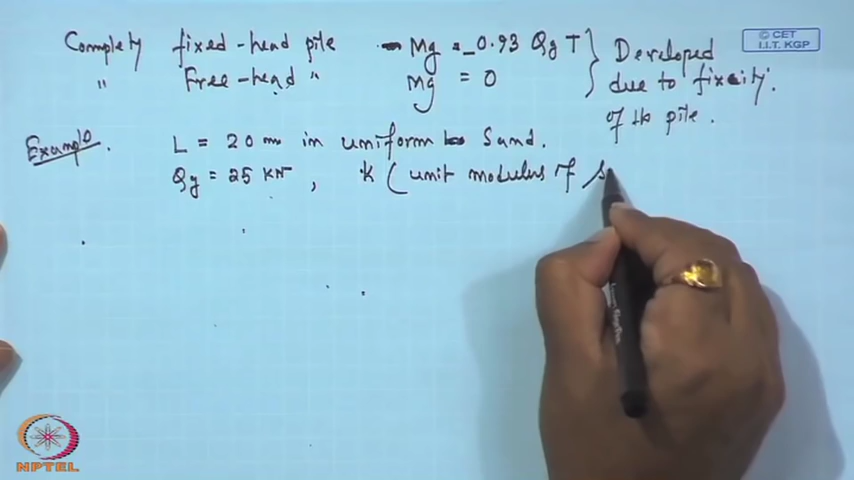 Completly fixed-head pile - Mg = - 0.93 Qg T
" Free-head " Mg = 0
Developed
due to fixity.
of the pile.
© CET
I.I.T. KGP
Example. L = 20 m in uniform Sand.
Qg = 25 KN, k ( unit modulus of s
NPTEL